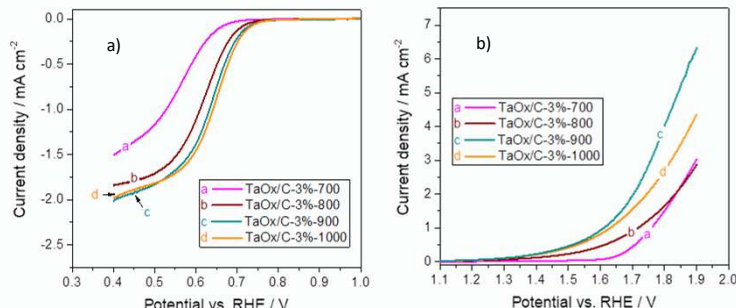 a)
0.0
-0.5
-1.0
-1.5
-2.0
-2.5
Current density / mA cm⁻²
a
b
c
d
a TaOx/C-3%-700
b TaOx/C-3%-800
c TaOx/C-3%-900
d TaOx/C-3%-1000
0.3 0.4 0.5 0.6 0.7 0.8 0.9 1.0
Potential vs. RHE / V
b)
7
6
5
4
3
2
1
0
Current density / mA cm⁻²
a TaOx/C-3%-700
b TaOx/C-3%-800
c TaOx/C-3%-900
d TaOx/C-3%-1000
c
d
b
a
1.1 1.2 1.3 1.4 1.5 1.6 1.7 1.8 1.9 2.0
Potential vs. RHE / V